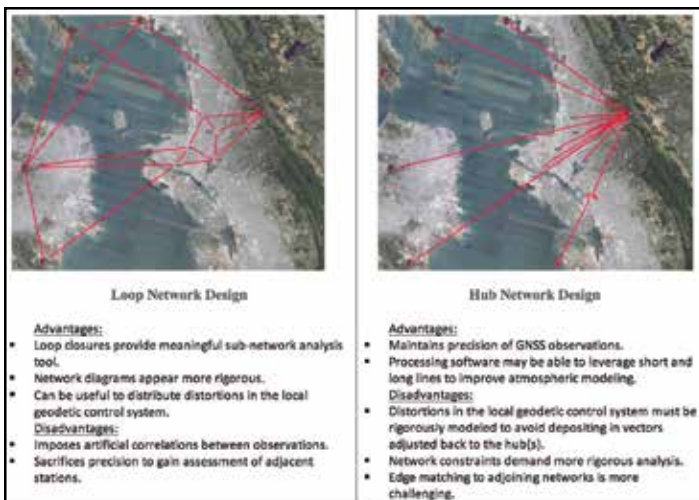 Loop Network Design
Advantages:
▪ Loop closures provide meaningful sub-network analysis
tool.
▪ Network diagrams appear more rigorous.
▪ Can be useful to distribute distortions in the local
geodetic control system.
Disadvantages:
▪ Imposes artificial correlations between observations.
▪ Sacrifices precision to gain assessment of adjacent
stations.
Hub Network Design
Advantages:
▪ Maintains precision of GNSS observations.
▪ Processing software may be able to leverage short and
long lines to improve atmospheric modeling.
Disadvantages:
▪ Distortions in the local geodetic control system must be
rigorously modeled to avoid depositing in vectors
adjusted back to the hub(s).
▪ Network constraints demand more rigorous analysis.
▪ Edge matching to adjoining networks is more
challenging.